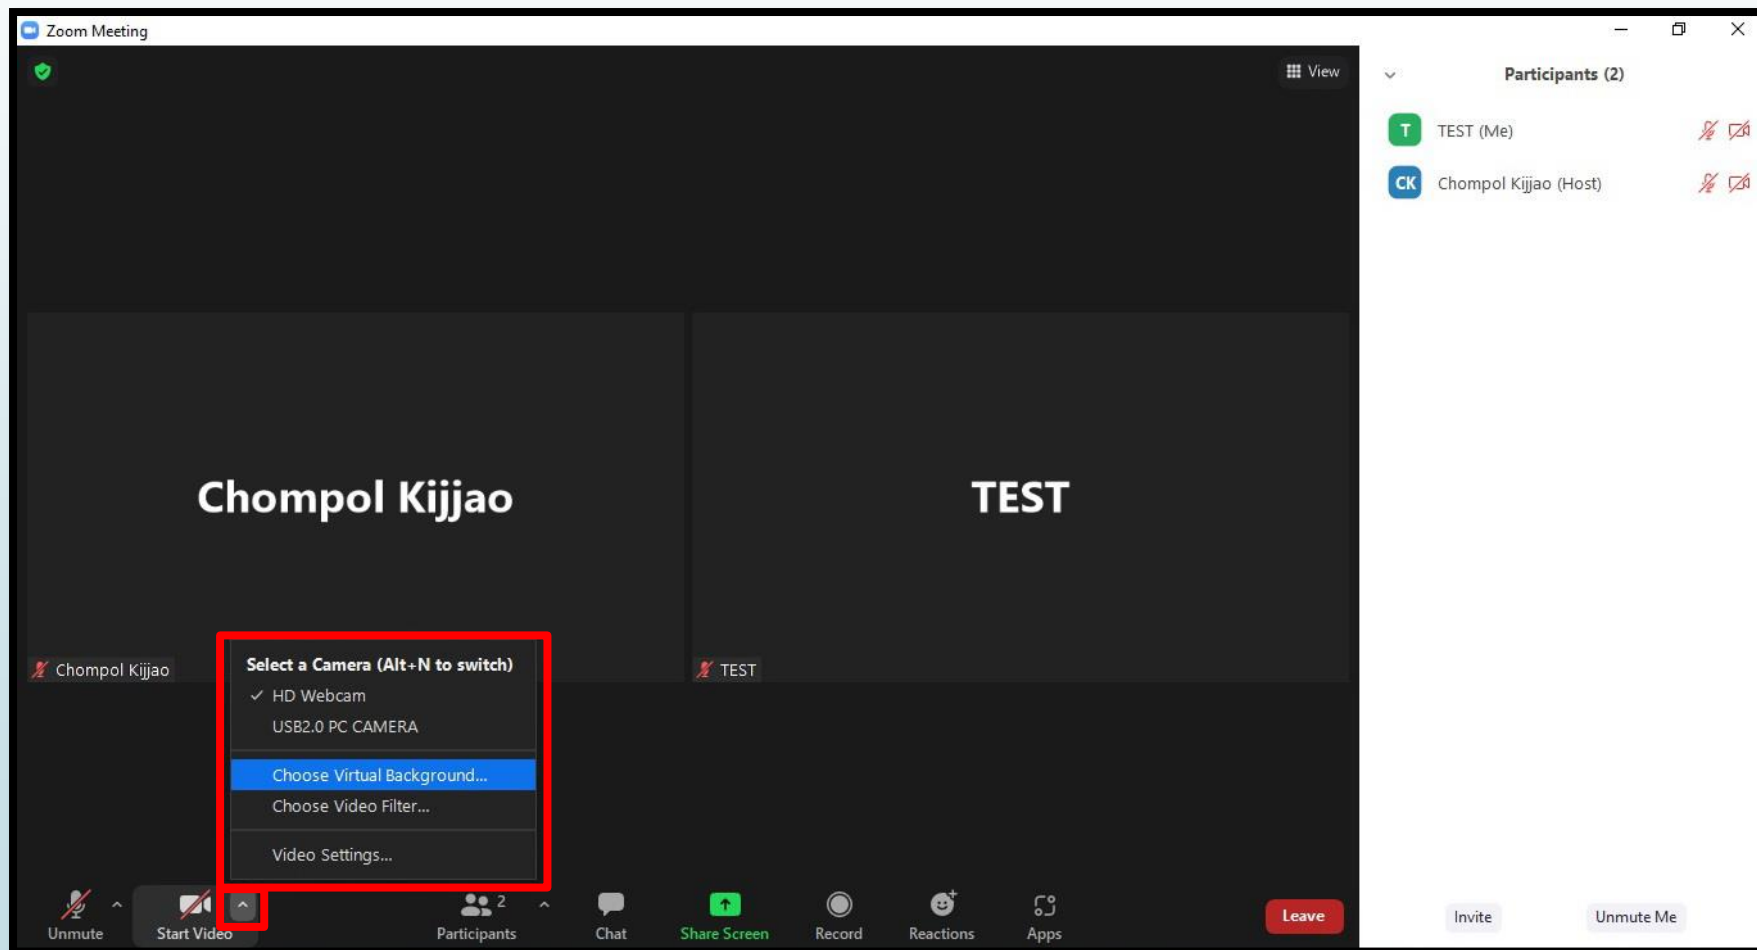 Zoom Meeting
View
Participants (2)
T TEST (Me)
CK Chompol Kijjao (Host)
Chompol Kijjao
TEST
Chompol Kijjao
TEST
Select a Camera (Alt+N to switch)
HD Webcam
USB2.0 PC CAMERA
Choose Virtual Background...
Choose Video Filter...
Video Settings...
Unmute
Start Video
2
Participants
Chat
Share Screen
Record
Reactions
Apps
Leave
Invite
Unmute Me